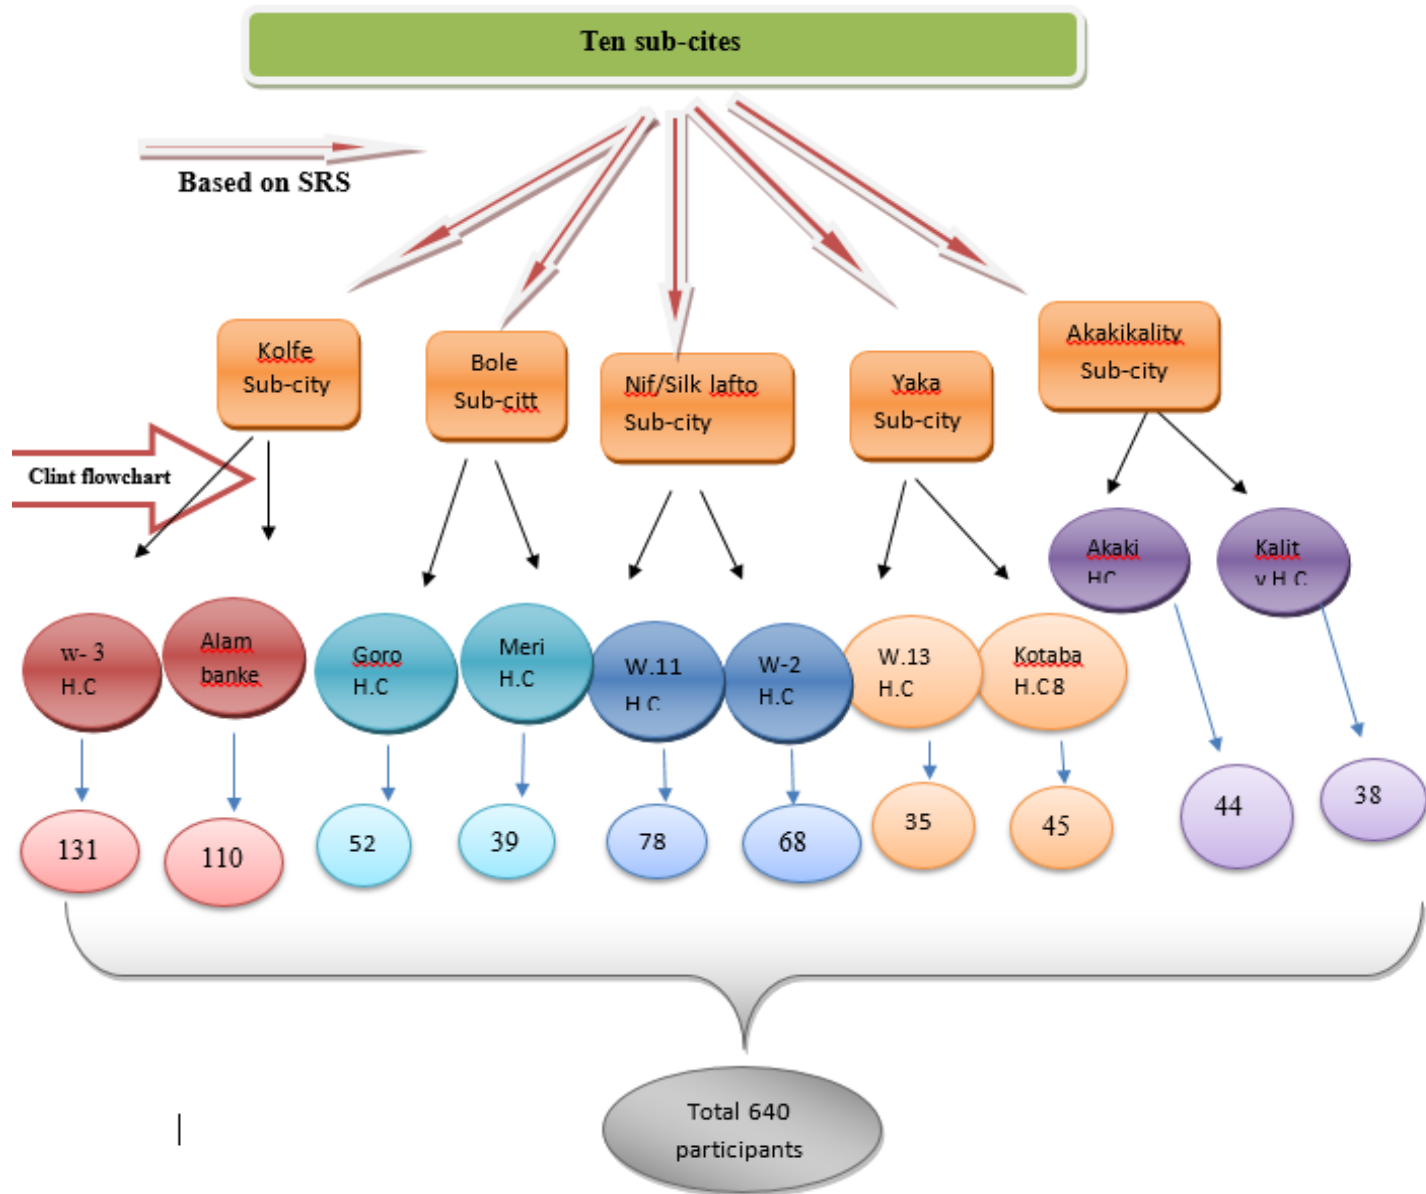 Ten sub-cites
Based on SRS
Kolfe
Sub-city
Bole
Sub-citt
Nif/Silk lafto
Sub-city
Yaka
Sub-city
Akakikality
Sub-city
Clint flowchart
w- 3
H.C
Alam
banke
Goro
H.C
Meri
H.C
W.11
H.C
W-2
H.C
W.13
H.C
Kotaba
H.C 8
Akaki
HC
Kalit
y H.C
131
110
52
39
78
68
35
45
44
38
Total 640
participants